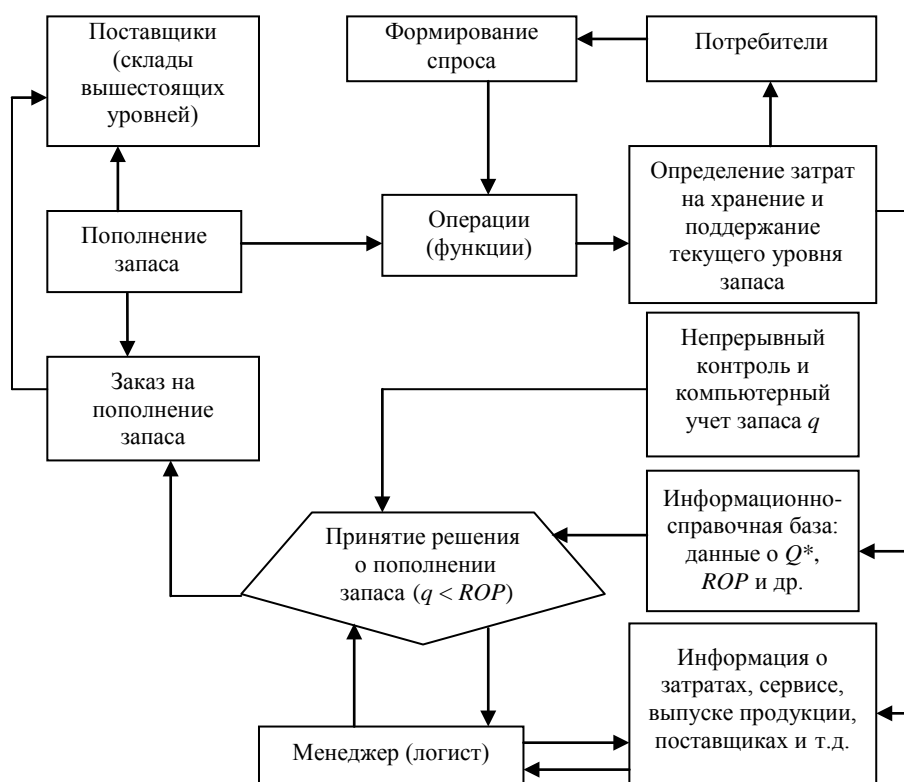 Поставщики
(склады
вышестоящих
уровней)
Формирование
спроса
Потребители
Пополнение
запаса
Операции
(функции)
Определение затрат
на хранение и
поддержание
текущего уровня
запаса
Заказ на
пополнение
запаса
Непрерывный
контроль и
компьютерный
учет запаса q
Принятие решения
о пополнении
запаса (q < ROP)
Информационно-
справочная база:
данные о Q*,
ROP и др.
Менеджер (логист)
Информация о
затратах, сервисе,
выпуске продукции,
поставщиках и т.д.